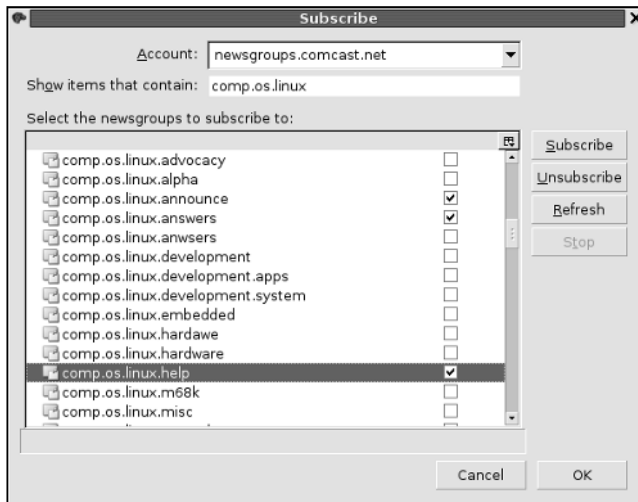 Subscribe
Account: newsgroups.comcast.net
Show items that contain: comp.os.linux
Select the newsgroups to subscribe to:
comp.os.linux.advocacy
comp.os.linux.alpha
comp.os.linux.announce
comp.os.linux.answers
comp.os.linux.anwsers
comp.os.linux.development
comp.os.linux.development.apps
comp.os.linux.development.system
comp.os.linux.embedded
comp.os.linux.hardawe
comp.os.linux.hardware
comp.os.linux.help
comp.os.linux.m68k
comp.os.linux.misc
Subscribe
Unsubscribe
Refresh
Stop
Cancel
OK